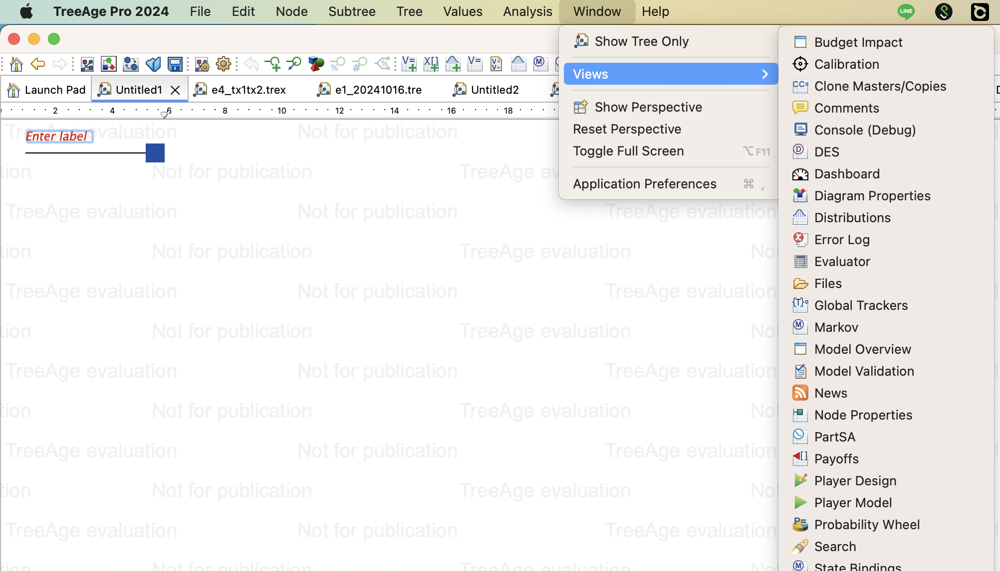 TreeAge Pro 2024 File Edit Node Subtree Tree Values Analysis Window Help
LINE
Launch Pad Untitled1 e4_tx1tx2.trex e1_20241016.tre Untitled2
2 4 6 8 10 12 14 16 18
Enter label
Show Tree Only
Views
Show Perspective
Reset Perspective
Toggle Full Screen ⌥F11
Application Preferences ⌘ ,
Budget Impact
Calibration
Clone Masters/Copies
Comments
Console (Debug)
DES
Dashboard
Diagram Properties
Distributions
Error Log
Evaluator
Files
Global Trackers
Markov
Model Overview
Model Validation
News
Node Properties
PartSA
Payoffs
Player Design
Player Model
Probability Wheel
Search
State Bindings
TreeAge evaluation Not for publication
tion Not for publication TreeAge ev
TreeAge evaluation Not for publication TreeAge evaluation
tion Not for publication TreeAge evaluation Not
TreeAge evaluation Not for publication TreeAge evaluation
tion Not for publication TreeAge evaluation Not
TreeAge evaluation Not for publication TreeAge evaluation
tion Not for publication TreeAge evaluation Not
TreeAge evaluation Not for publication TreeAge evaluation
tion Not for publication TreeAge evaluation Not
TreeAge evaluation Not for publication TreeAge evaluation
tion Not for publication TreeAge evaluation Not